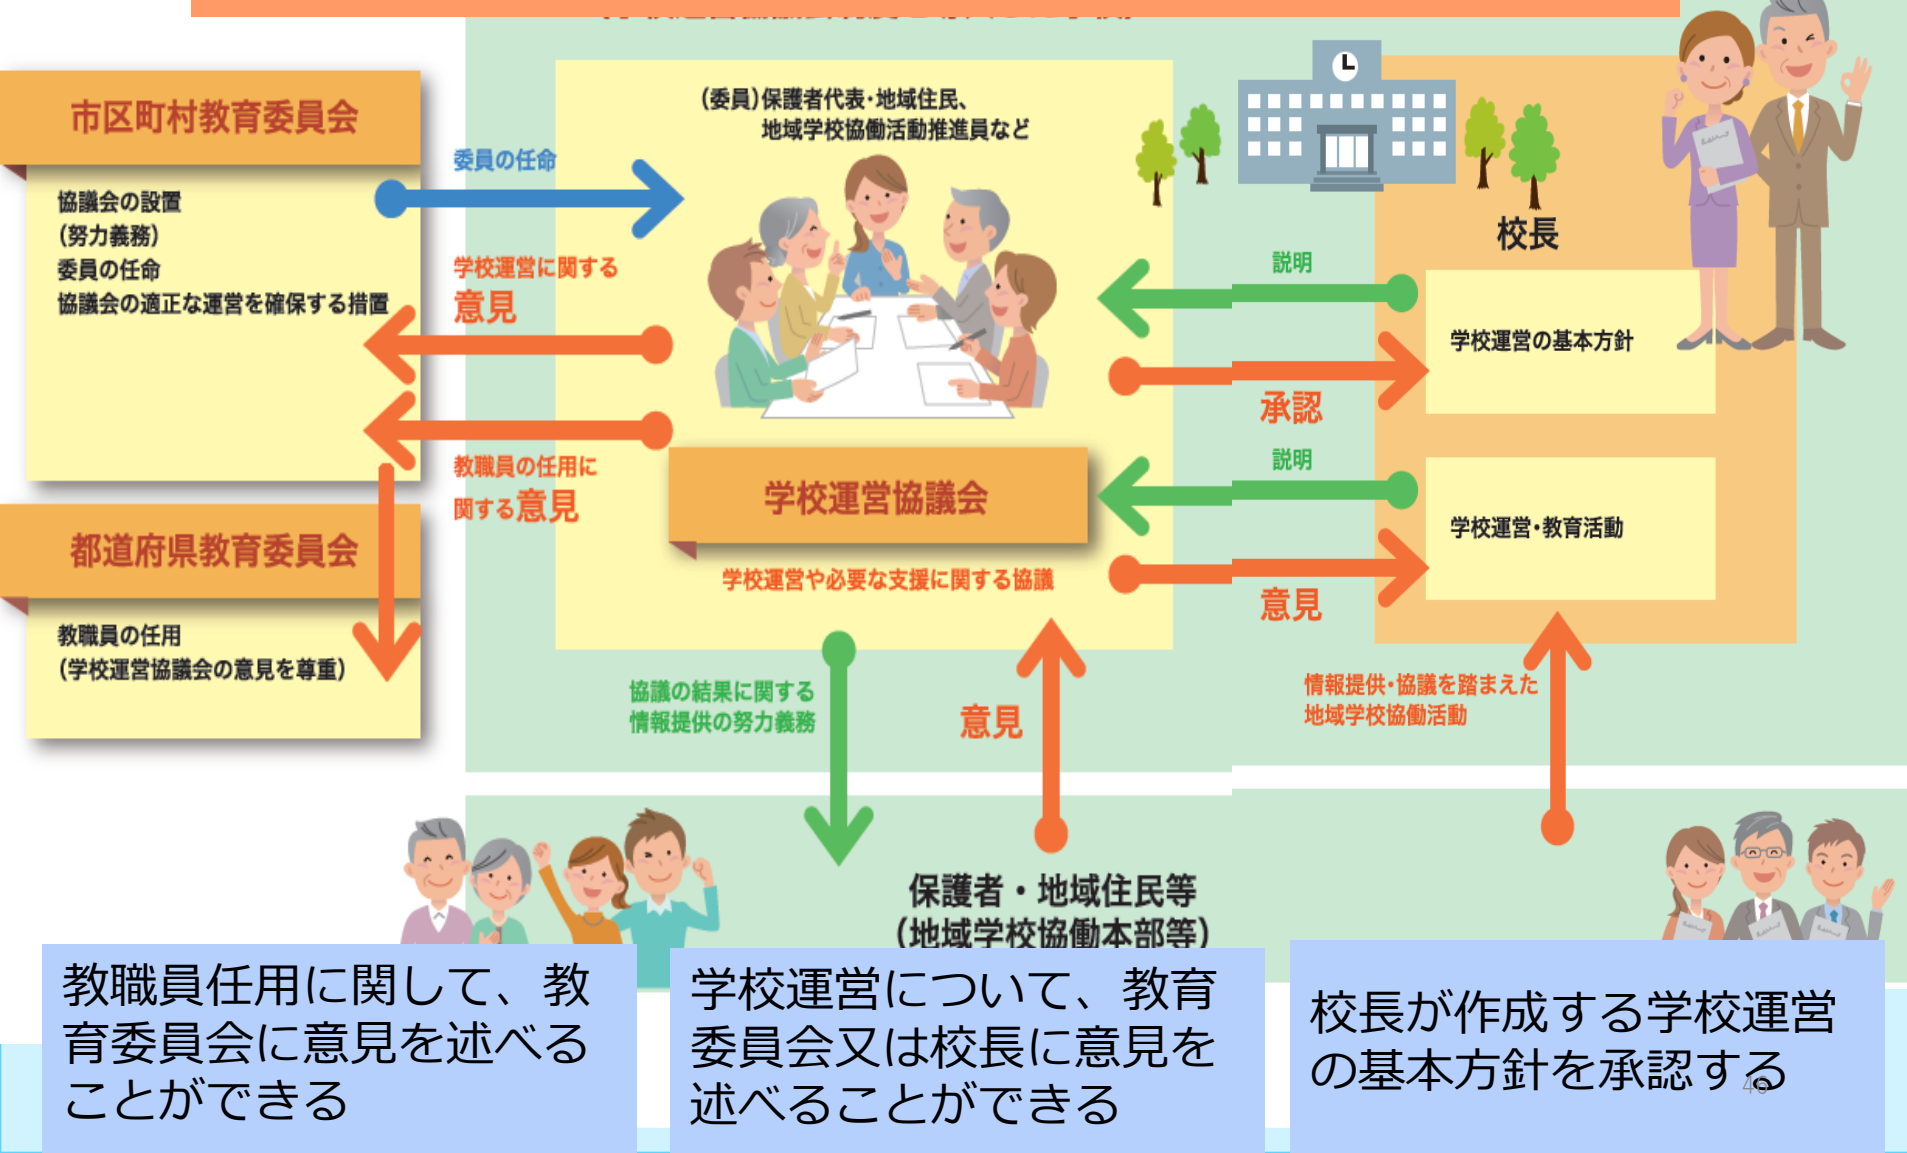 市区町村教育委員会
協議会の設置
(努力義務)
委員の任命
協議会の適正な運営を確保する措置
都道府県教育委員会
教職員の任用
(学校運営協議会の意見を尊重)
委員の任命
学校運営に関する
意見
教職員の任用に
関する意見
(委員)保護者代表・地域住民、
地域学校協働活動推進員など
学校運営協議会
学校運営や必要な支援に関する協議
説明
承認
説明
意見
校長
学校運営の基本方針
学校運営・教育活動
協議の結果に関する
情報提供の努力義務
意見
情報提供・協議を踏まえた
地域学校協働活動
保護者・地域住民等
(地域学校協働本部等)
教職員任用に関して、教
育委員会に意見を述べる
ことができる
学校運営について、教育
委員会又は校長に意見を
述べることができる
校長が作成する学校運営
の基本方針を承認する
46